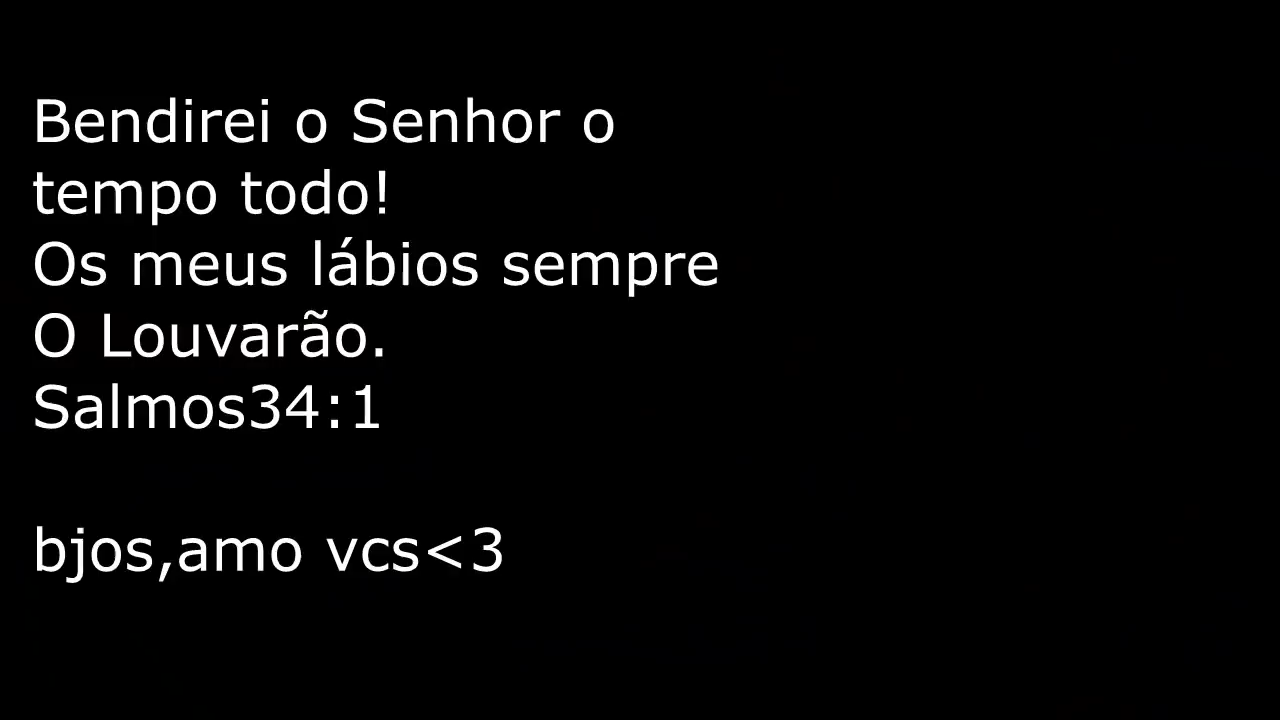 Bendirei o Senhor o
tempo todo!
Os meus lábios sempre
O Louvarão.
Salmos34:1
bjos,amo vcs<3